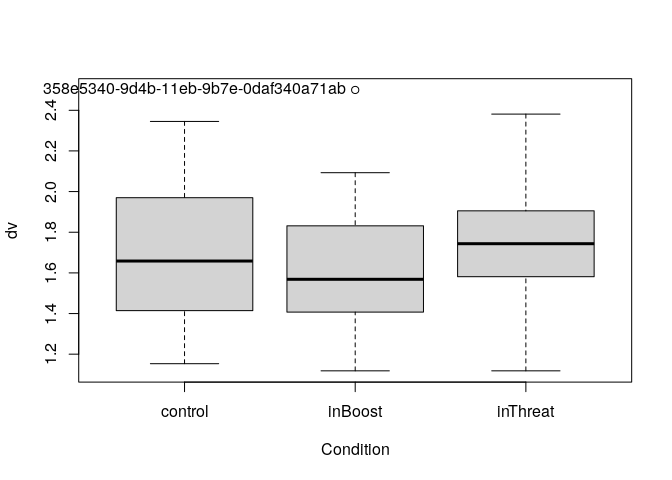 358e5340-9d4b-11eb-9b7e-0daf340a71ab
2.4
2.2
2.0
1.8
1.6
1.4
1.2
dv
control inBoost inThreat
Condition